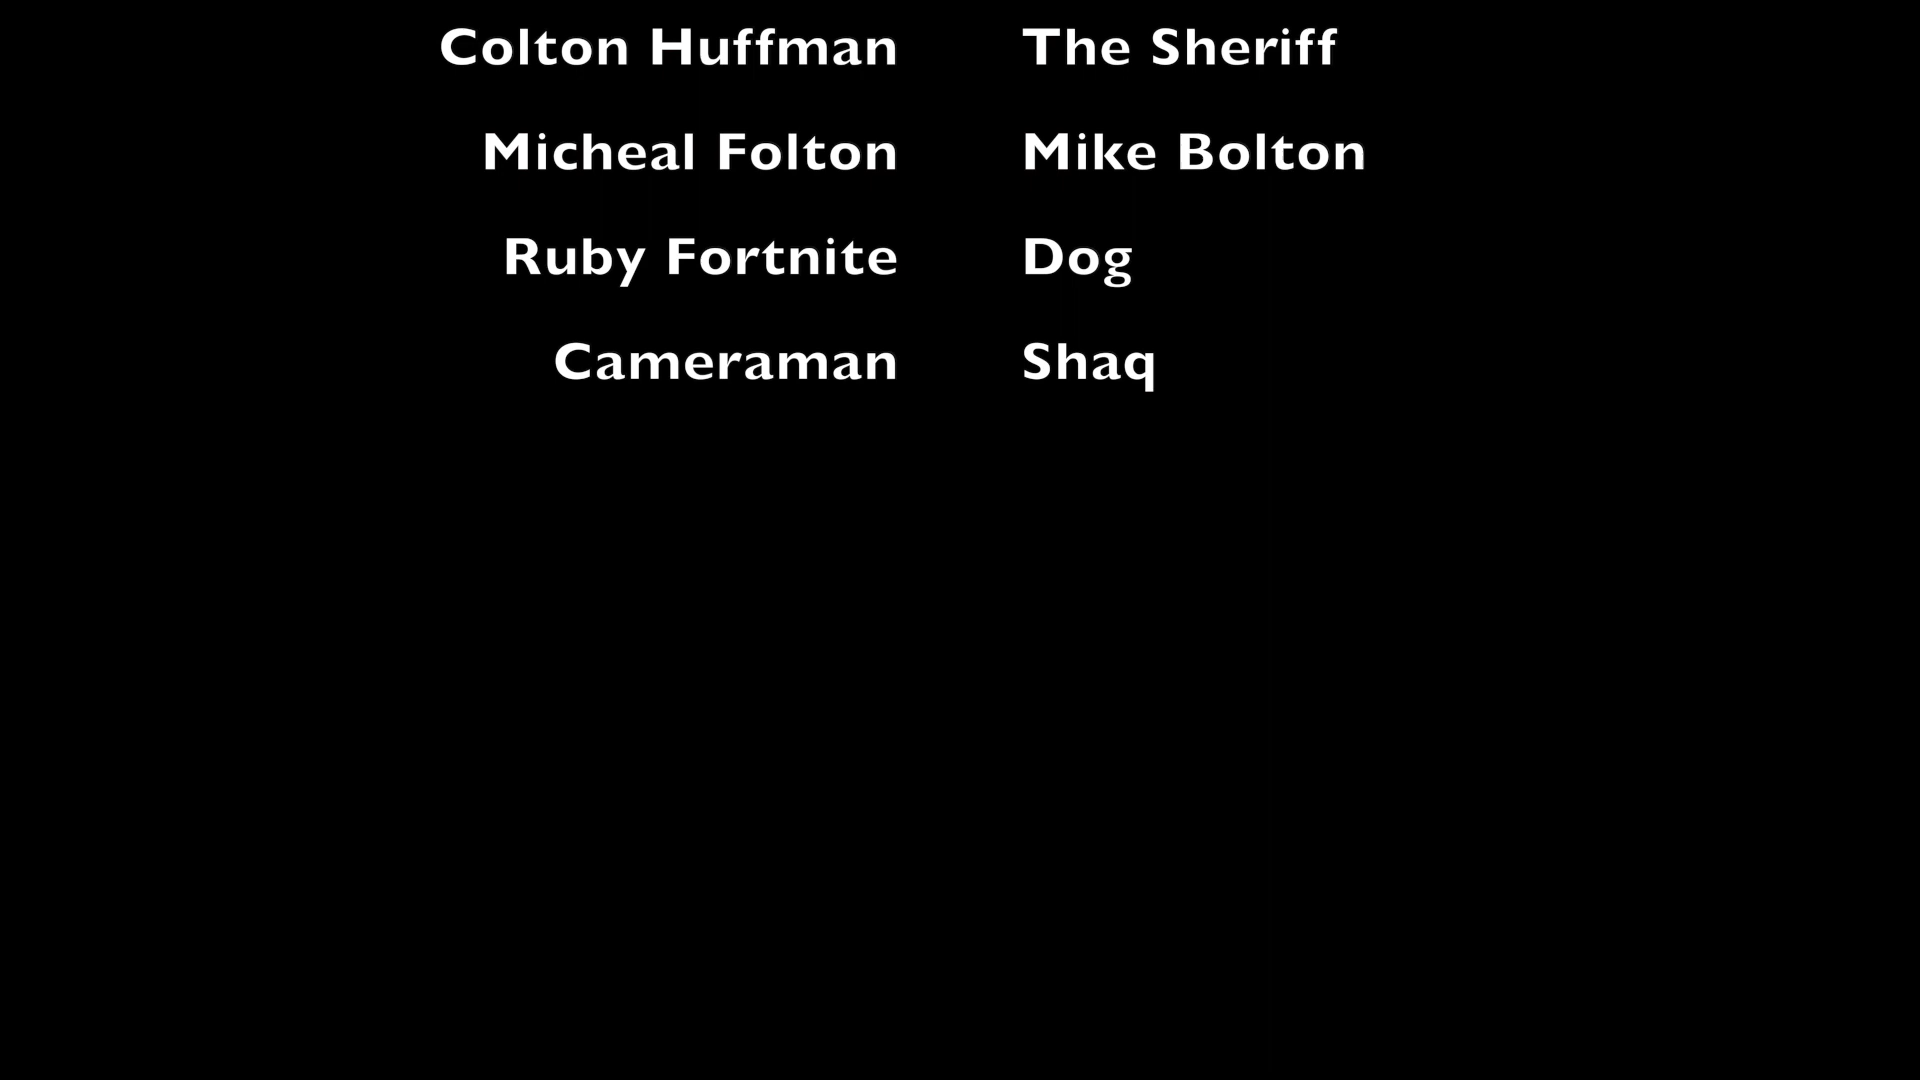 Colton Huffman The Sheriff
Micheal Folton Mike Bolton
Ruby Fortnite Dog
Cameraman Shaq